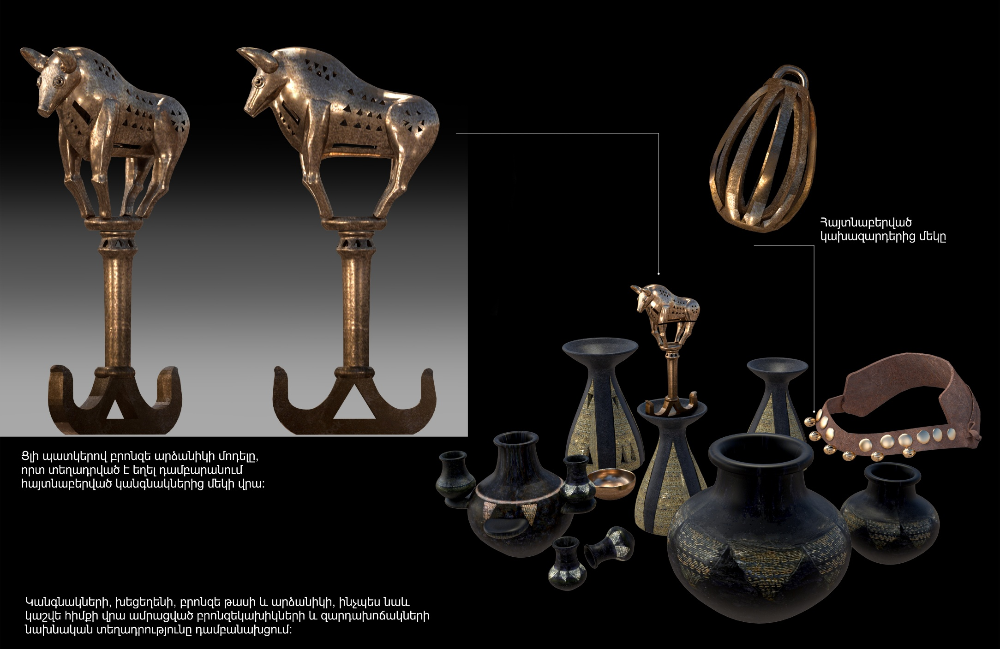 Հայտնաբերված
կախազարդերից մեկը
Ցլի պատկերով բրոնզե արձանիկի մոդելը,
որտ տեղադրված է եղել դամբարանում
հայտնաբերված կանգնակներից մեկի վրա:
Կանգնակների, խեցեղենի, բրոնզե թասի և արձանիկի, ինչպես նաև
կաշվե հիմքի վրա ամրացված բրոնզեկախիկների և զարդախոճակների
նախնական տեղադրությունը դամբանախցում: